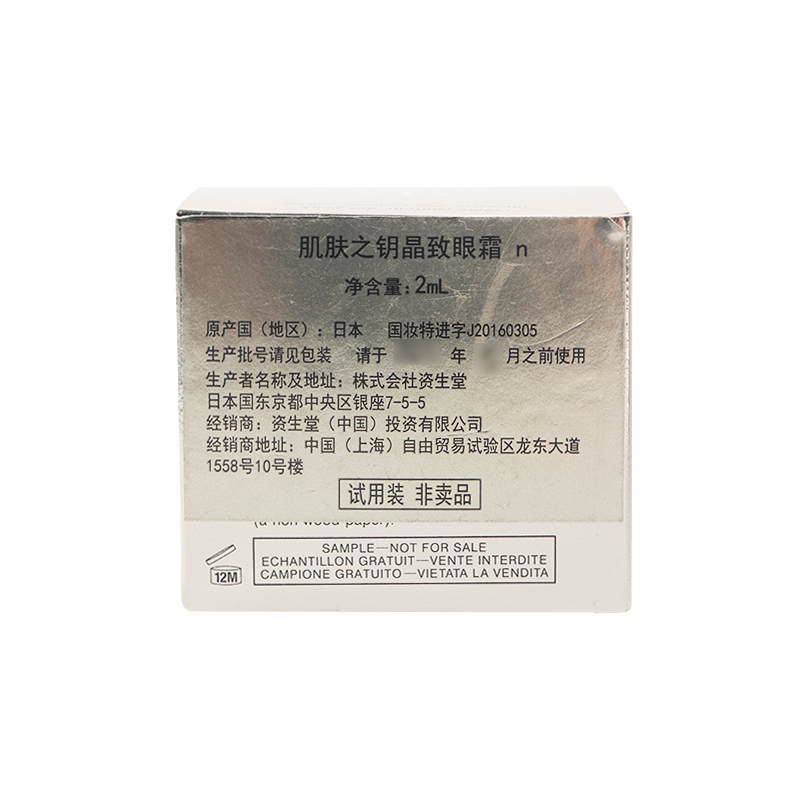 肌肤之钥晶致眼霜 n
净含量：2mL
原产国（地区）：日本 国妆特进字J20160305
生产批号请见包装 请于 年 月之前使用
生产者名称及地址：株式会社资生堂
日本国东京都中央区银座7-5-5
经销商：资生堂（中国）投资有限公司
经销商地址：中国（上海）自由贸易试验区龙东大道
1558号10号楼
试用装 非卖品
(a non-wood paper).
SAMPLE—NOT FOR SALE
ECHANTILLON GRATUIT—VENTE INTERDITE
CAMPIONE GRATUITO—VIETATA LA VENDITA
12M